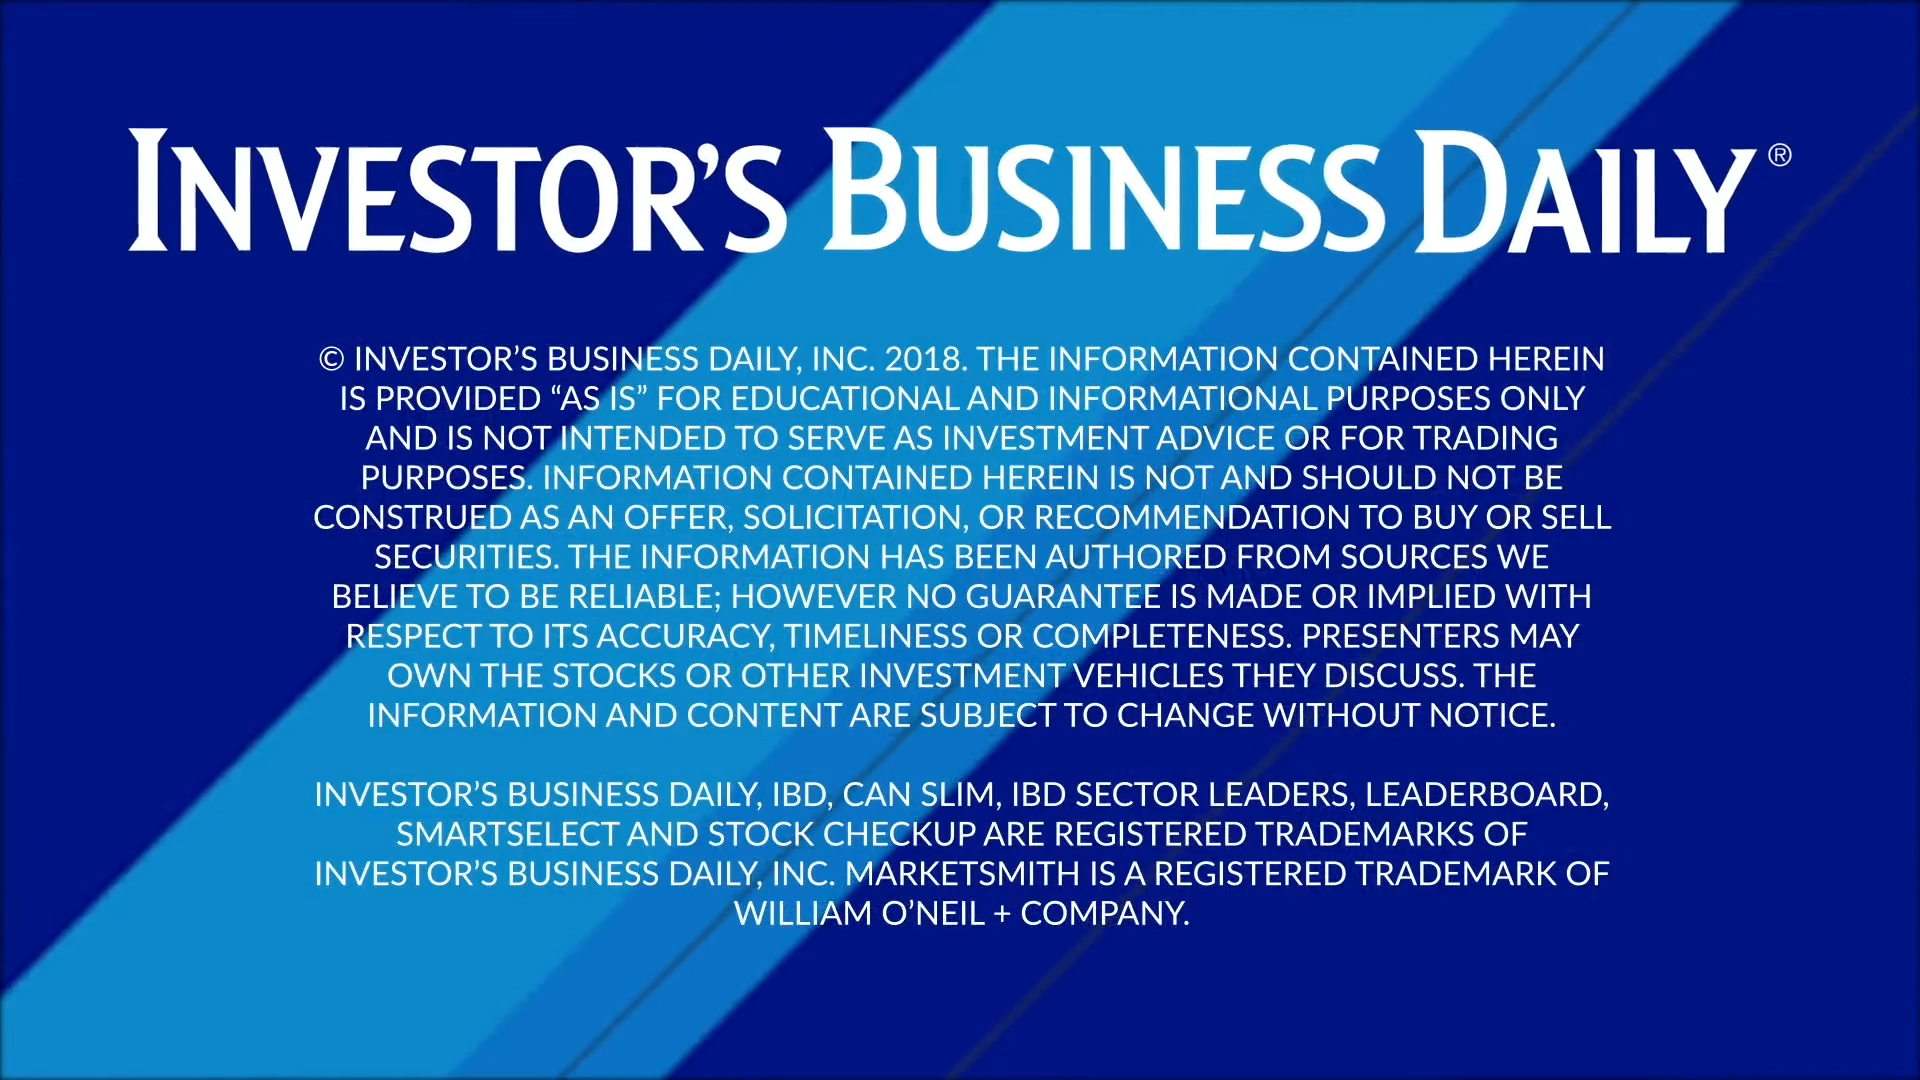 INVESTOR’S BUSINESS DAILY®
© INVESTOR’S BUSINESS DAILY, INC. 2018. THE INFORMATION CONTAINED HEREIN
IS PROVIDED “AS IS” FOR EDUCATIONAL AND INFORMATIONAL PURPOSES ONLY
AND IS NOT INTENDED TO SERVE AS INVESTMENT ADVICE OR FOR TRADING
PURPOSES. INFORMATION CONTAINED HEREIN IS NOT AND SHOULD NOT BE
CONSTRUED AS AN OFFER, SOLICITATION, OR RECOMMENDATION TO BUY OR SELL
SECURITIES. THE INFORMATION HAS BEEN AUTHORED FROM SOURCES WE
BELIEVE TO BE RELIABLE; HOWEVER NO GUARANTEE IS MADE OR IMPLIED WITH
RESPECT TO ITS ACCURACY, TIMELINESS OR COMPLETENESS. PRESENTERS MAY
OWN THE STOCKS OR OTHER INVESTMENT VEHICLES THEY DISCUSS. THE
INFORMATION AND CONTENT ARE SUBJECT TO CHANGE WITHOUT NOTICE.
INVESTOR’S BUSINESS DAILY, IBD, CAN SLIM, IBD SECTOR LEADERS, LEADERBOARD,
SMARTSELECT AND STOCK CHECKUP ARE REGISTERED TRADEMARKS OF
INVESTOR’S BUSINESS DAILY, INC. MARKETSMITH IS A REGISTERED TRADEMARK OF
WILLIAM O’NEIL + COMPANY.